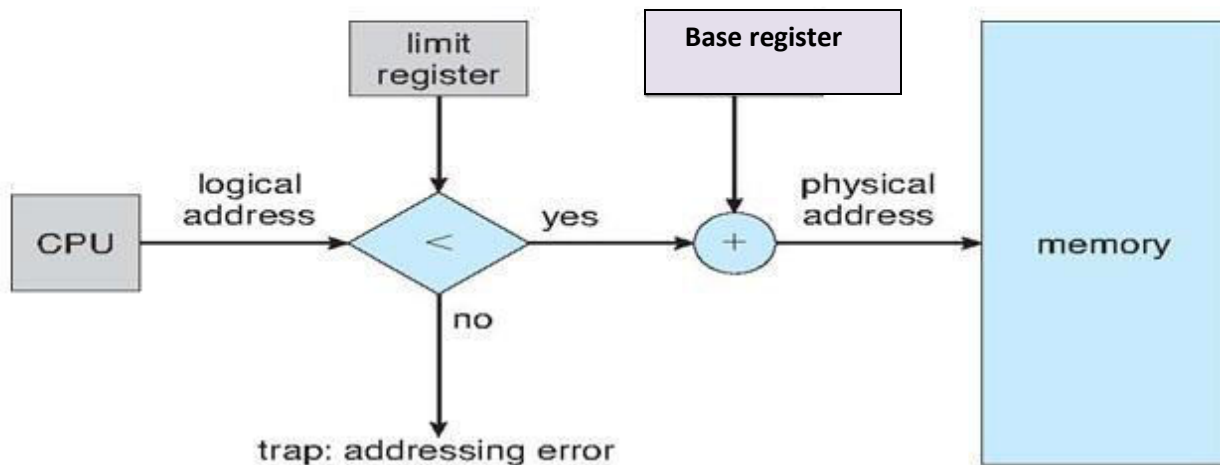 limit
register
Base register
logical
address
physical
address
CPU
<
yes
+
memory
no
trap: addressing error